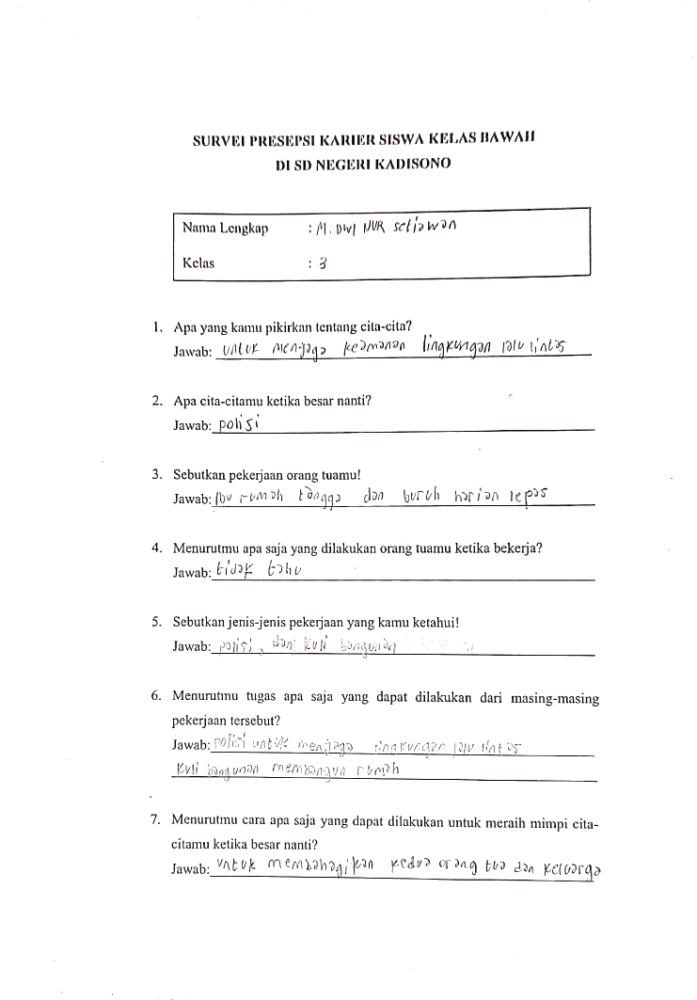 SURVEI PRESEPSI KARIER SISWA KELAS BAWAH
DI SD NEGERI KADISONO
Nama Lengkap : M. DWI NUR Setiawan
Kelas : 3
1. Apa yang kamu pikirkan tentang cita-cita?
Jawab: untuk menjaga keamanan lingkungan lalu lintas
2. Apa cita-citamu ketika besar nanti?
Jawab: polisi
3. Sebutkan pekerjaan orang tuamu!
Jawab: Ibu rumah tangga dan buruh harian lepas
4. Menurutmu apa saja yang dilakukan orang tuamu ketika bekerja?
Jawab: tidak tahu
5. Sebutkan jenis-jenis pekerjaan yang kamu ketahui!
Jawab: polisi, dan kuli
6. Menurutmu tugas apa saja yang dapat dilakukan dari masing-masing
pekerjaan tersebut?
Jawab: polisi untuk menjaga lingkungan lalu lintas
kuli bangunan membangun rumah
7. Menurutmu cara apa saja yang dapat dilakukan untuk meraih mimpi cita-
citamu ketika besar nanti?
Jawab: untuk membahagikan kedua orang tua dan keluarga